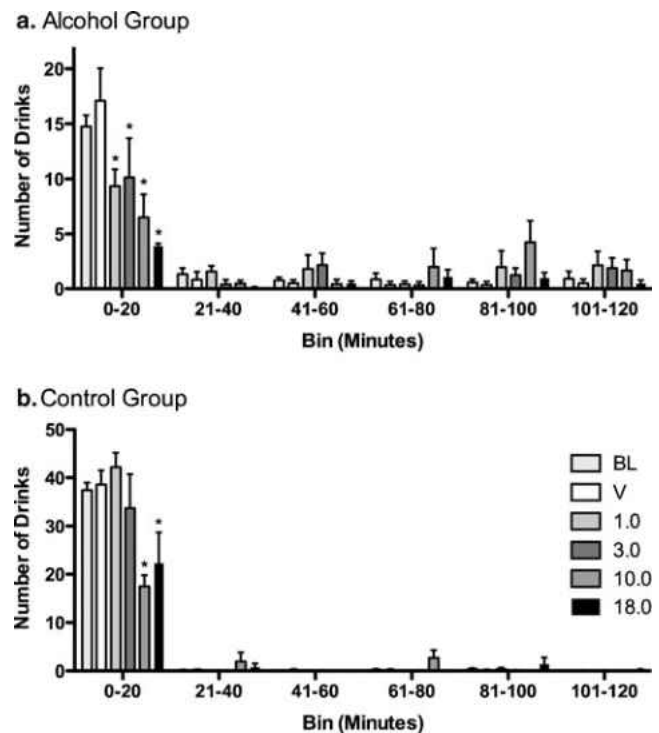 a. Alcohol Group
Number of Drinks
20
15
10
5
0
* * * *
0-20 21-40 41-60 61-80 81-100 101-120
Bin (Minutes)
b. Control Group
Number of Drinks
50
40
30
20
10
0
* *
BL
V
1.0
3.0
10.0
18.0
0-20 21-40 41-60 61-80 81-100 101-120
Bin (Minutes)